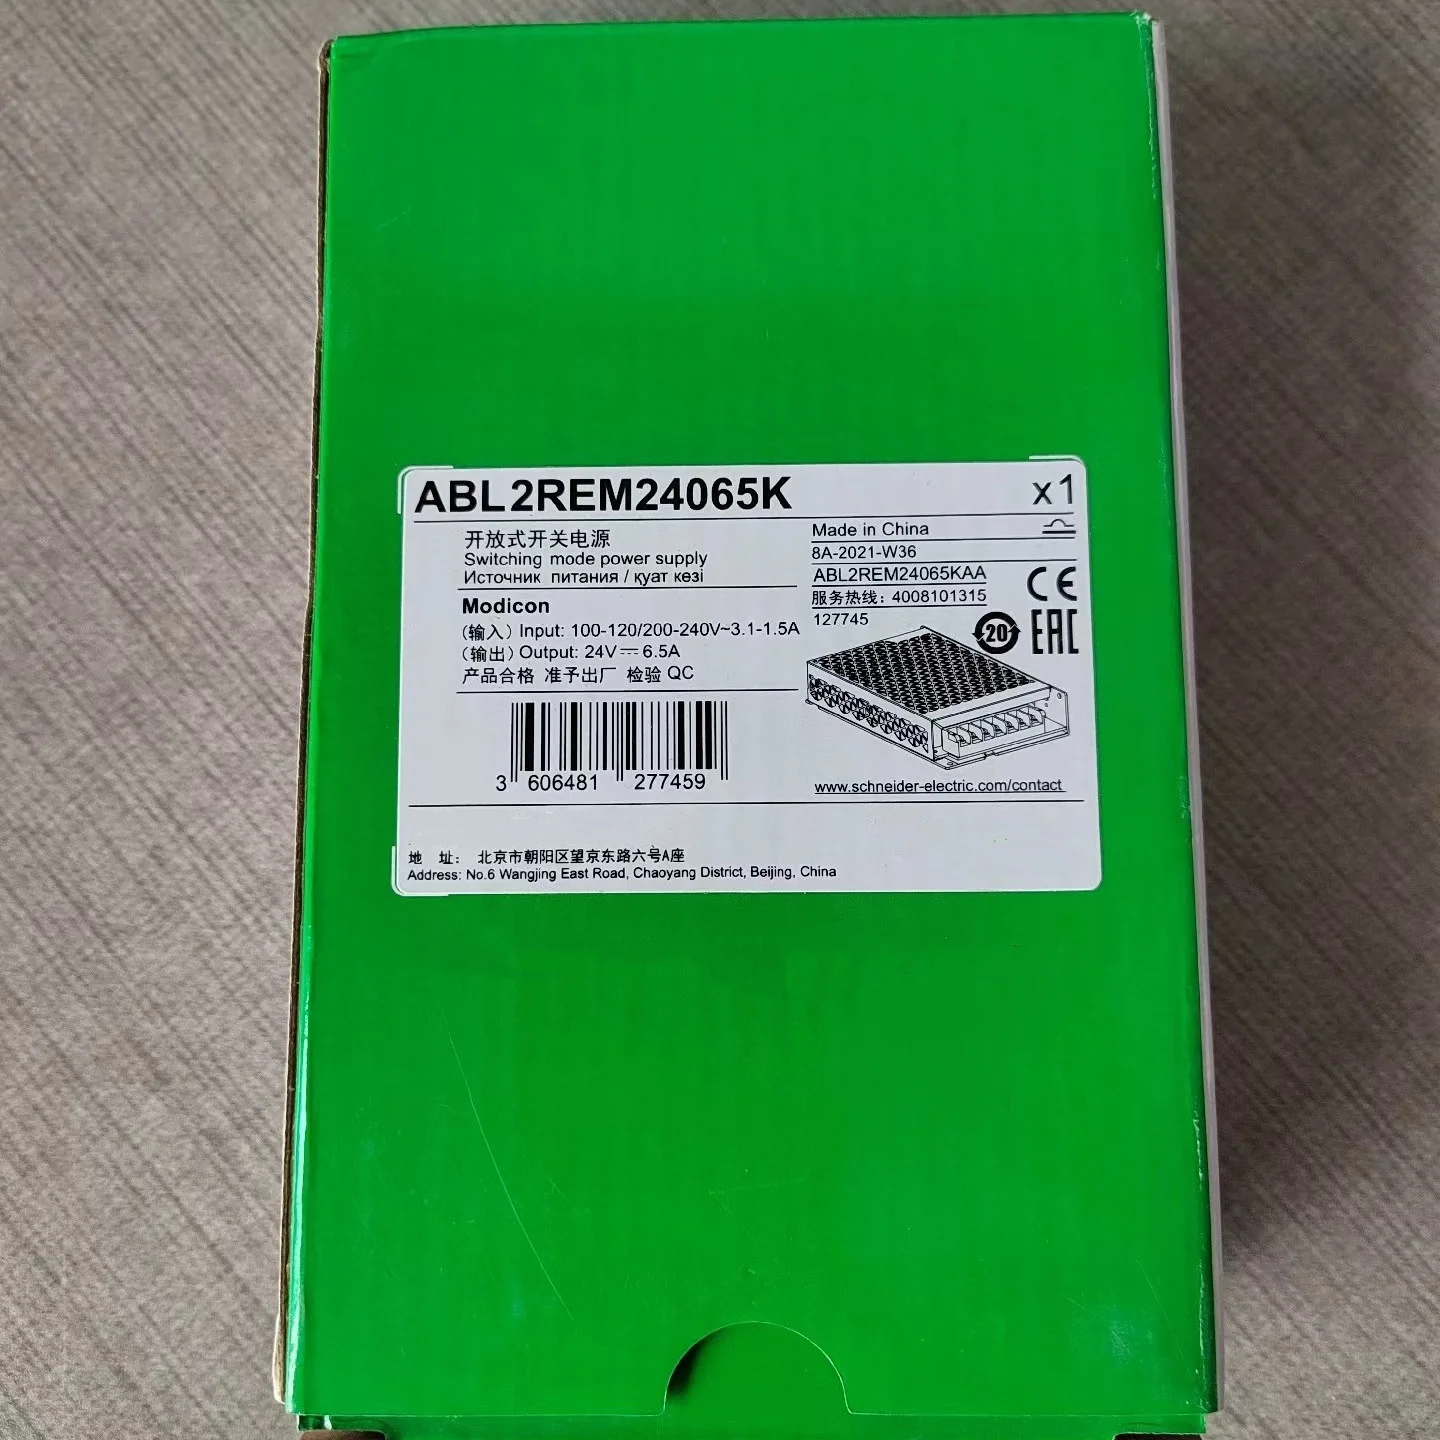 ABL2REM24065K x1
开放式开关电源
Switching mode power supply
Источник питания / қуат көзі
Modicon
(输入) Input: 100-120/200-240V~3.1-1.5A
(输出) Output: 24V⎓6.5A
产品合格 准予出厂 检验 QC
3 606481 277459
Made in China
8A-2021-W36
ABL2REM24065KAA
服务热线: 4008101315
127745
CE
20
EAC
www.schneider-electric.com/contact
地 址: 北京市朝阳区望京东路六号A座
Address: No.6 Wangjing East Road, Chaoyang District, Beijing, China